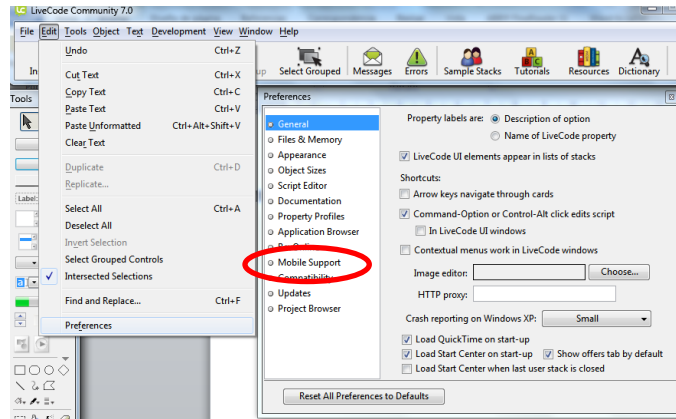 LiveCode Community 7.0
File Edit Tools Object Text Development View Window Help
Select Grouped Messages Errors Sample Stacks Tutorials Resources Dictionary
Tools
Label:
Undo Ctrl+Z
Cut Text Ctrl+X
Copy Text Ctrl+C
Paste Text Ctrl+V
Paste Unformatted Ctrl+Alt+Shift+V
Clear Text
Duplicate Ctrl+D
Replicate...
Select All Ctrl+A
Deselect All
Invert Selection
Select Grouped Controls
Intersected Selections
Find and Replace... Ctrl+F
Preferences
Preferences
General
Files & Memory
Appearance
Object Sizes
Script Editor
Documentation
Property Profiles
Application Browser
Mobile Support
Compatibility
Updates
Project Browser
Property labels are: Description of option
Name of LiveCode property
LiveCode UI elements appear in lists of stacks
Shortcuts:
Arrow keys navigate through cards
Command-Option or Control-Alt click edits script
In LiveCode UI windows
Contextual menus work in LiveCode windows
Image editor: Choose...
HTTP proxy:
Crash reporting on Windows XP: Small
Load QuickTime on start-up
Load Start Center on start-up Show offers tab by default
Load Start Center when last user stack is closed
Reset All Preferences to Defaults